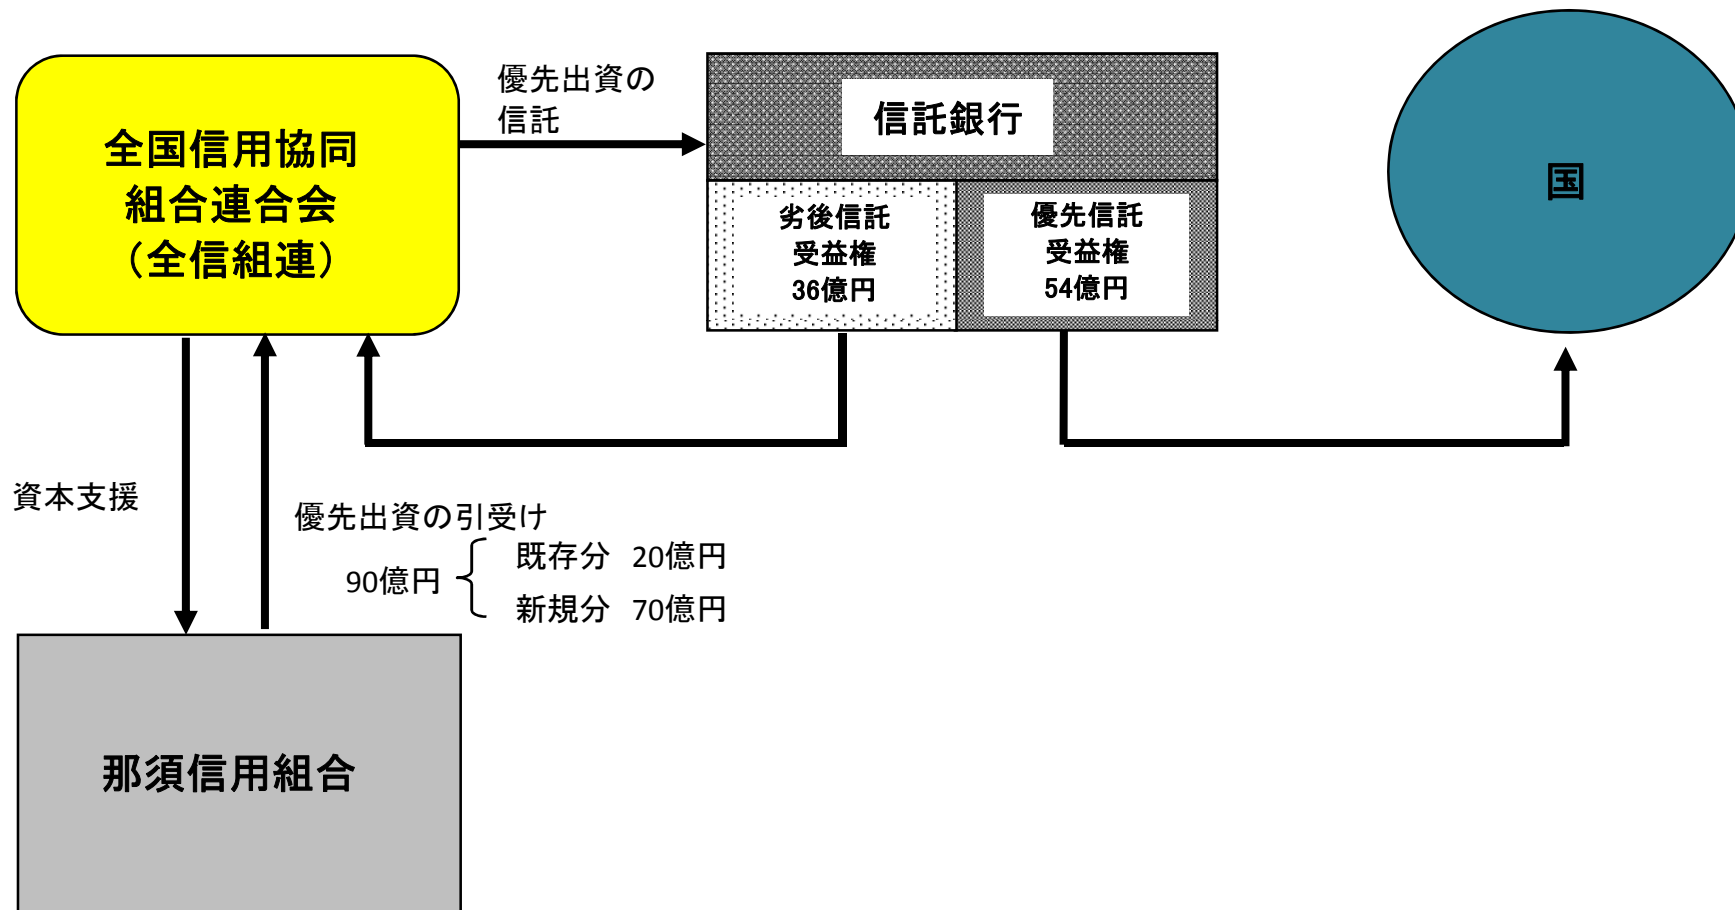 全国信用協同
組合連合会
（全信組連）
優先出資の
信託
信託銀行
劣後信託
受益権
36億円
優先信託
受益権
54億円
国
資本支援
優先出資の引受け
90億円
既存分 20億円
新規分 70億円
那須信用組合